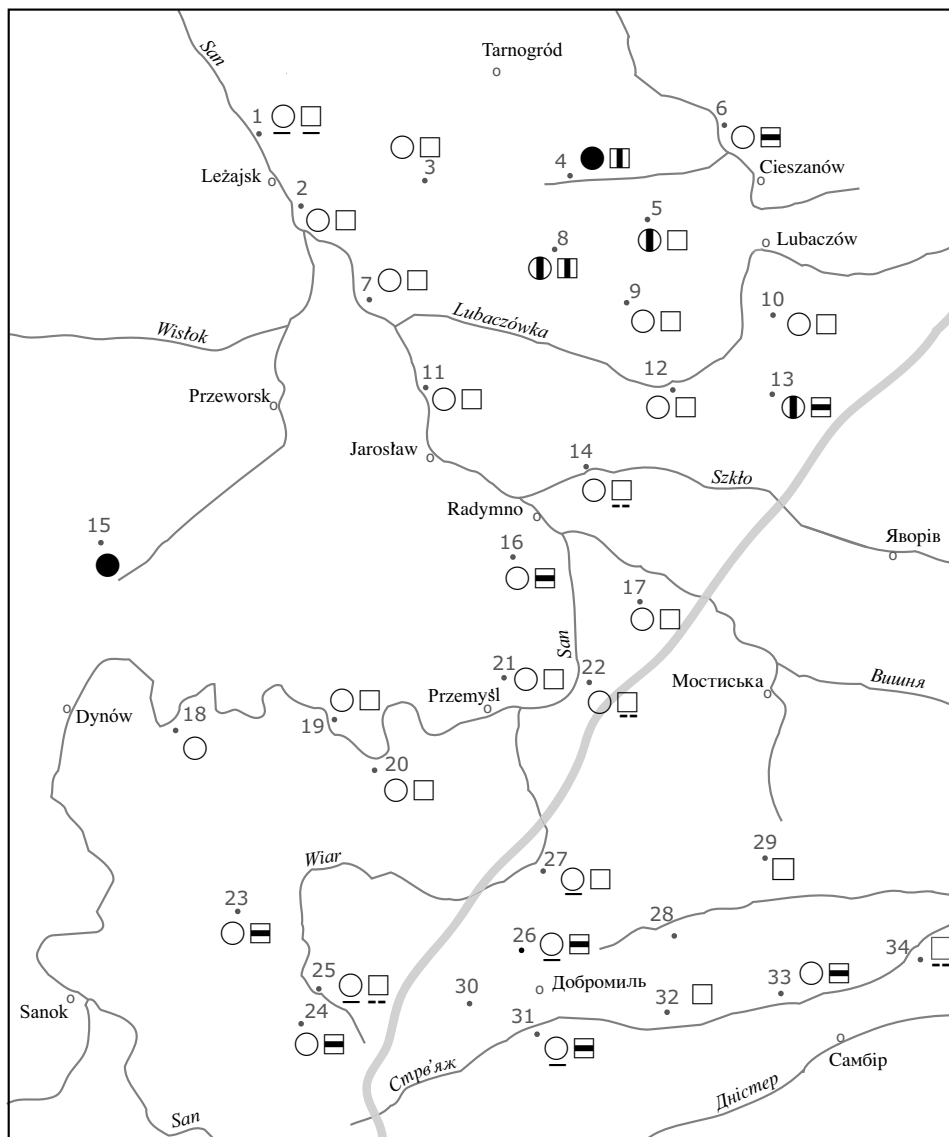 San
Tarnogród
1
6
3
4
Cieszanów
Leżajsk
2
5
8
Lubaczów
7
9
10
Lubaczówka
Wisłok
11
12
13
Przeworsk
Jarosław
14
Szkło
Radymno
15
Яворів
16
17
San
21
22
Мостиська
Вишня
Dynów
18
19
Przemyśl
20
Wiar
27
29
23
28
26
34
25
33
Sanok
24
30
Добромиль
32
31
Стрв'яж
Самбір
Дністер
San